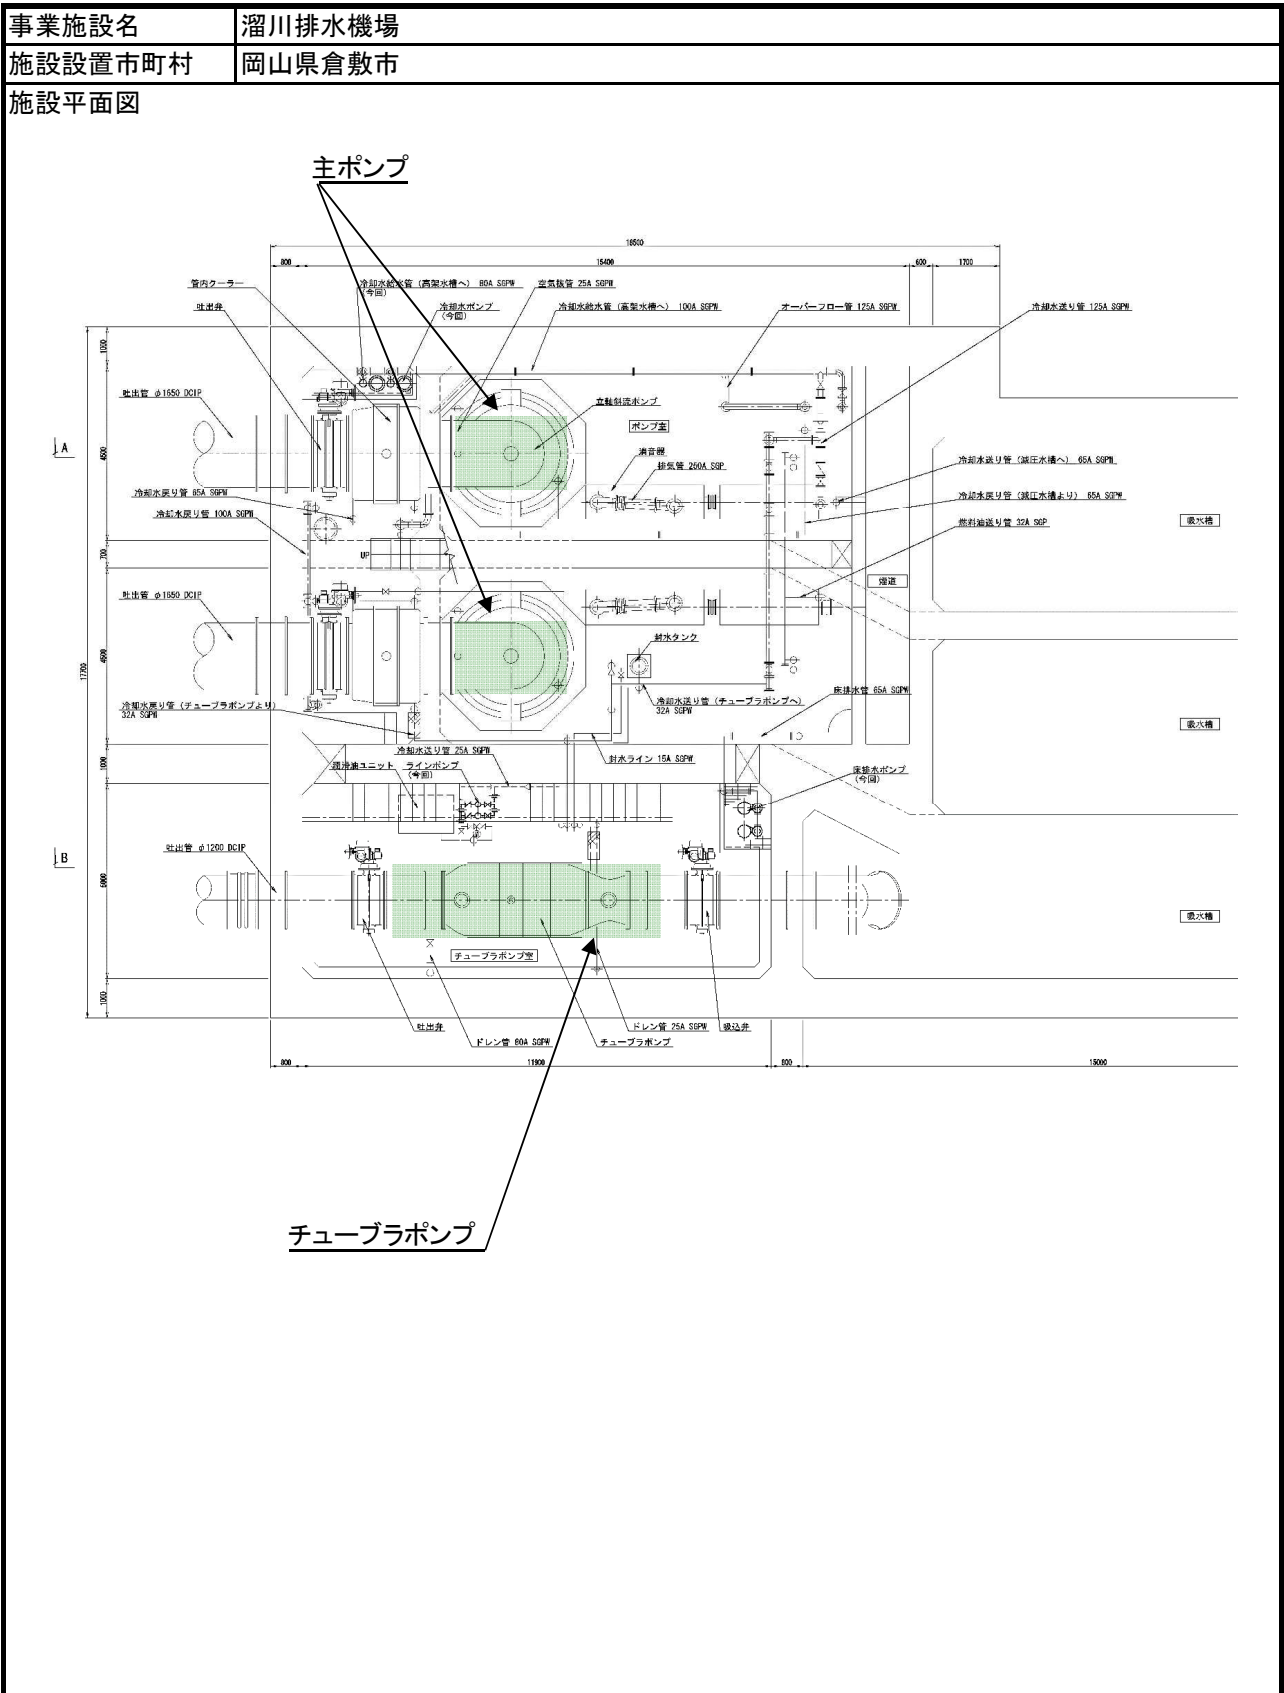 事業施設名
溜川排水機場
施設設置市町村
岡山県倉敷市
施設平面図
主ポンプ
18500
800
15400
600
1700
管内クーラー
冷却水給水管（高架水槽へ） 80A SGPW
（今回）
空気抜管 25A SGPW
吐出弁
冷却水ポンプ
（今回）
冷却水給水管（高架水槽へ） 100A SGPW
オーバーフロー管 125A SGPW
冷却水送り管 125A SGPW
1000
吐出管 φ1650 DCIP
立軸斜流ポンプ
ポンプ室
A
4500
消音器
排気管 250A SGP
冷却水送り管（減圧水槽へ） 65A SGPW
冷却水戻り管 65A SGPW
冷却水戻り管（減圧水槽より） 65A SGPW
冷却水戻り管 100A SGPW
燃料油送り管 32A SGP
吸水槽
700
UP
煙道
吐出管 φ1650 DCIP
封水タンク
4500
17700
床排水管 65A SGPW
冷却水戻り管（チューブラポンプより）
32A SGPW
冷却水送り管（チューブラポンプへ）
32A SGPW
吸水槽
1000
冷却水送り管 25A SGPW
封水ライン 15A SGPW
潤滑油ユニット
ラインポンプ
（今回）
床排水ポンプ
（今回）
吐出管 φ1200 DCIP
B
6000
吸水槽
チューブラポンプ室
1000
吐出弁
ドレン管 25A SGPW
吸込弁
ドレン管 80A SGPW
チューブラポンプ
800
11900
800
15000
チューブラポンプ